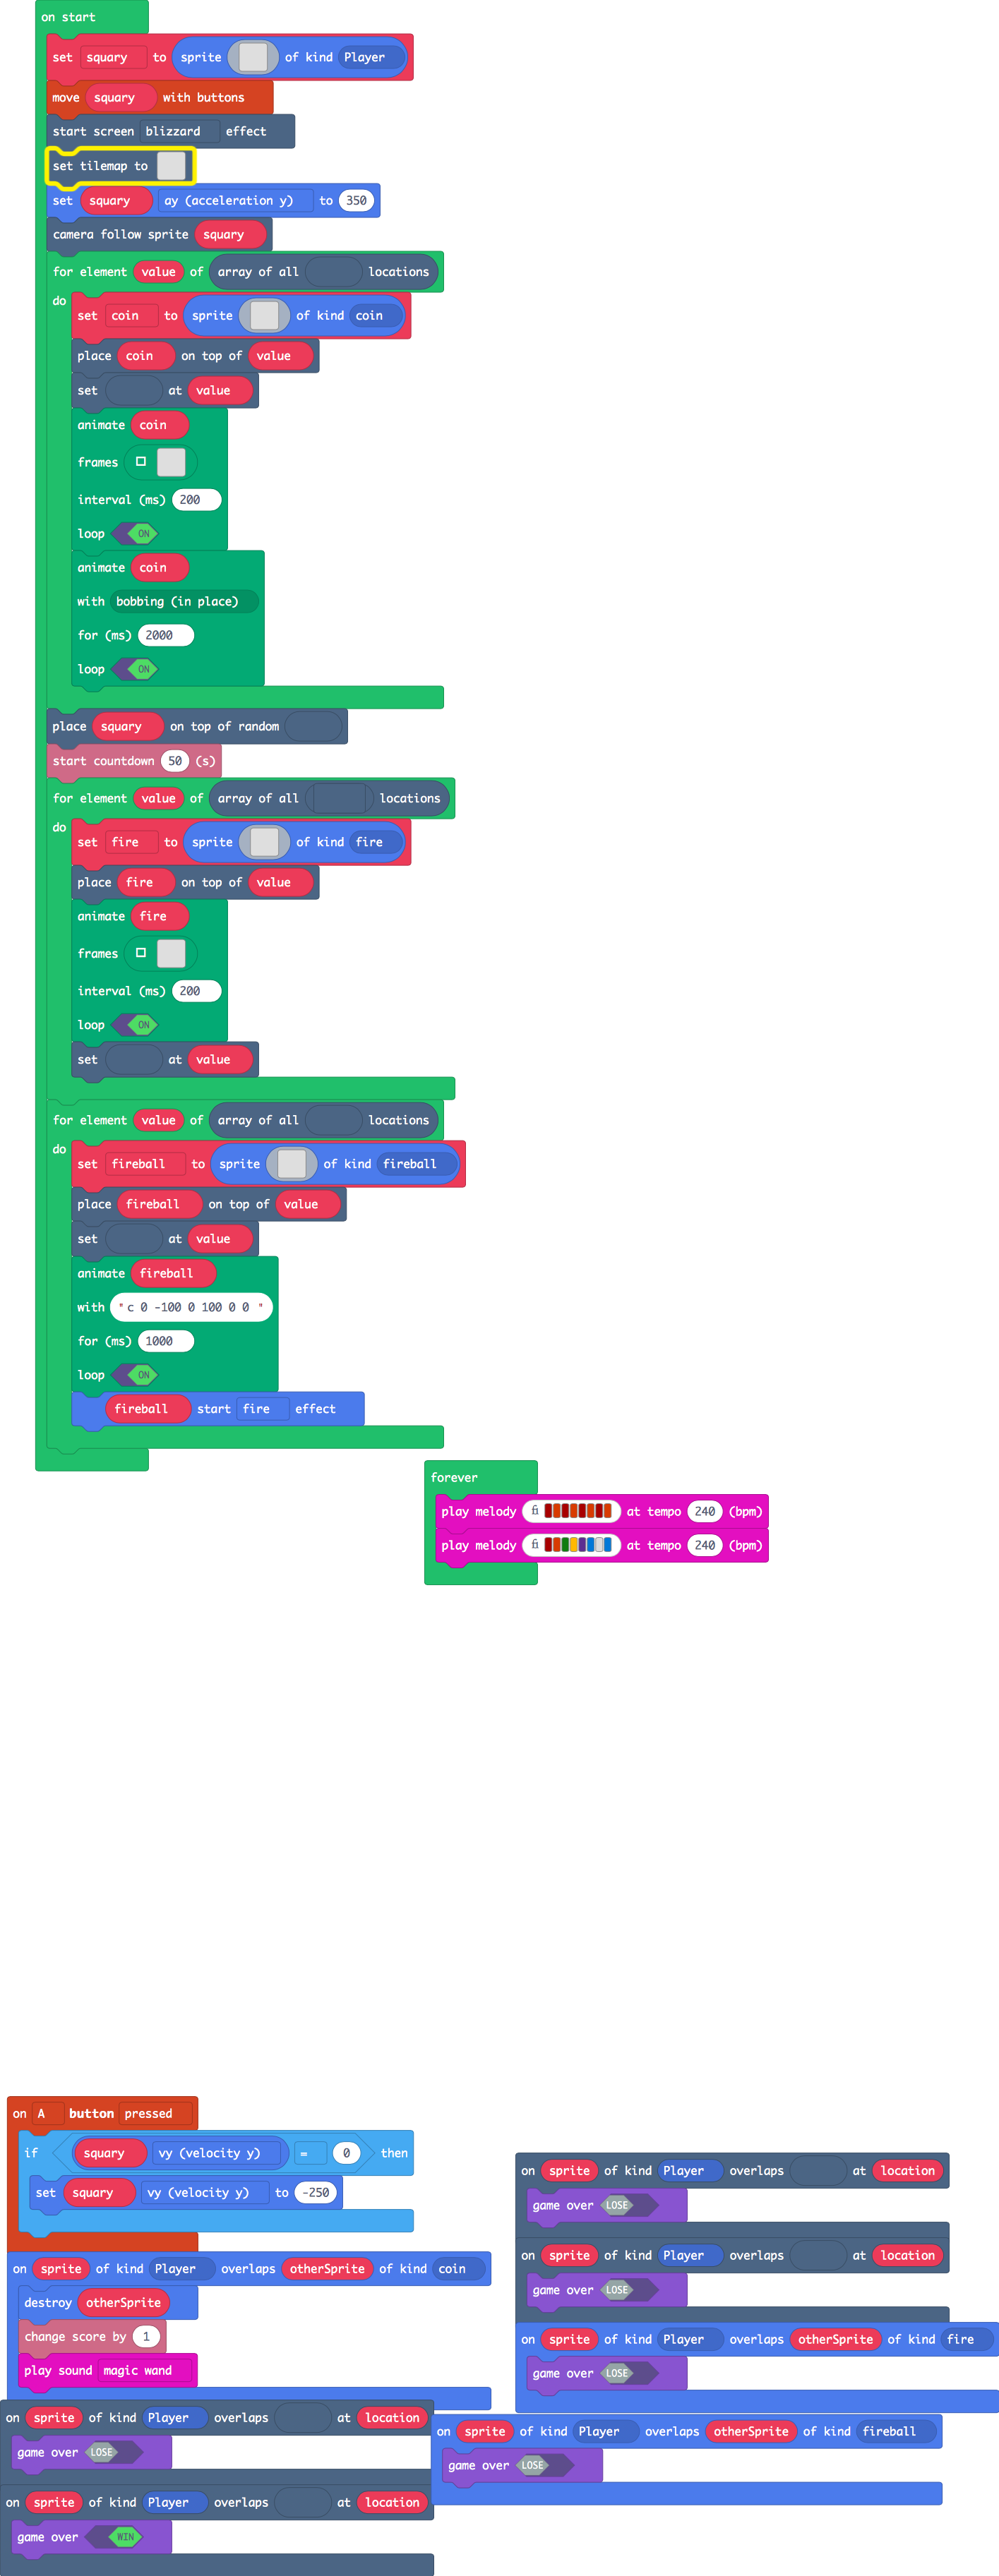 on start
set squary to sprite of kind Player
move squary with buttons
start screen blizzard effect
set tilemap to
set squary ay (acceleration y) to 350
camera follow sprite squary
for element value of array of all locations
do
set coin to sprite of kind coin
place coin on top of value
set at value
animate coin
frames
interval (ms) 200
loop ON
animate coin
with bobbing (in place)
for (ms) 2000
loop ON
place squary on top of random
start countdown 50 (s)
for element value of array of all locations
do
set fire to sprite of kind fire
place fire on top of value
animate fire
frames
interval (ms) 200
loop ON
set at value
for element value of array of all locations
do
set fireball to sprite of kind fireball
place fireball on top of value
set at value
animate fireball
with "c 0 -100 0 100 0 0 "
for (ms) 1000
loop ON
fireball start fire effect
forever
play melody at tempo 240 (bpm)
play melody at tempo 240 (bpm)
on A button pressed
if squary vy (velocity y) = 0 then
set squary vy (velocity y) to -250
on sprite of kind Player overlaps otherSprite of kind coin
destroy otherSprite
change score by 1
play sound magic wand
on sprite of kind Player overlaps at location
game over LOSE
on sprite of kind Player overlaps at location
game over WIN
on sprite of kind Player overlaps at location
game over LOSE
on sprite of kind Player overlaps at location
game over LOSE
on sprite of kind Player overlaps otherSprite of kind fire
game over LOSE
on sprite of kind Player overlaps otherSprite of kind fireball
game over LOSE